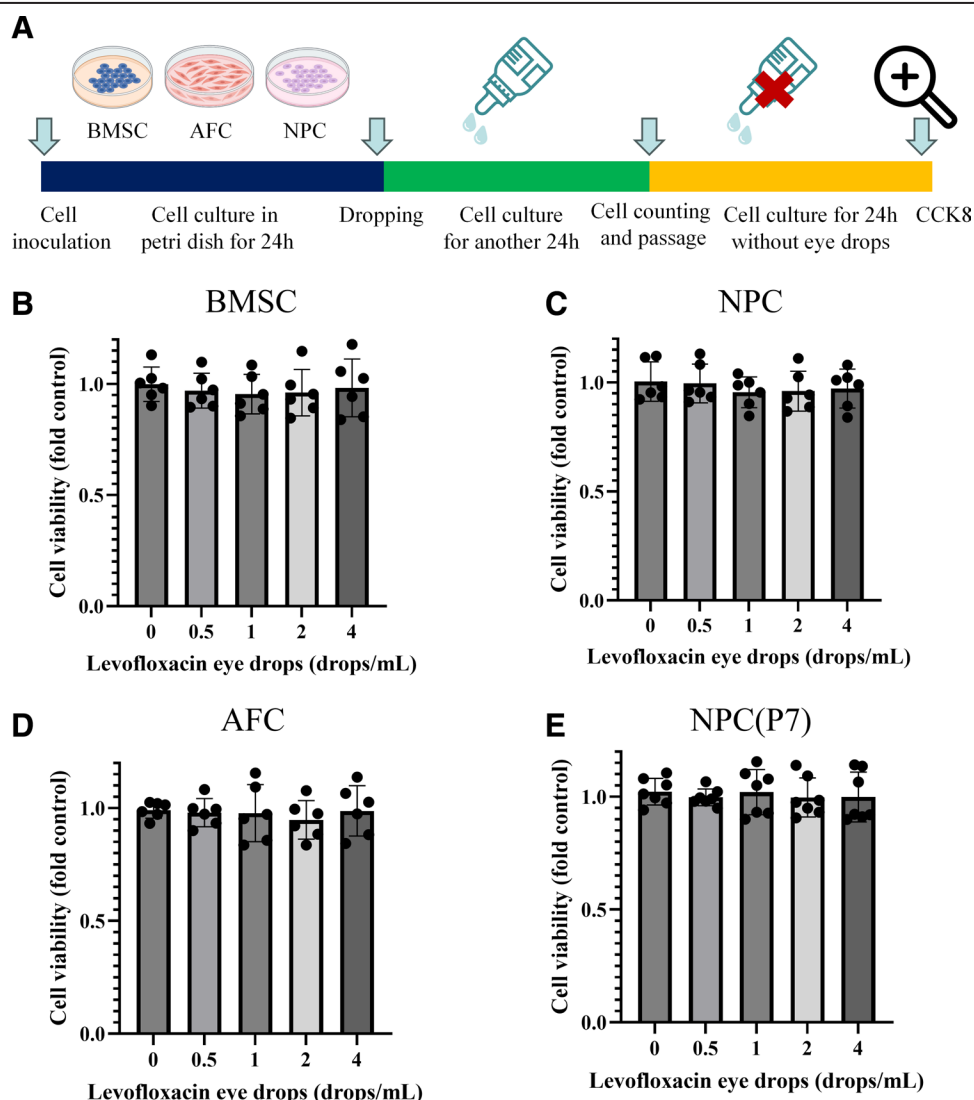 A
BMSC AFC NPC
Cell inoculation
Cell culture in petri dish for 24h
Dropping
Cell culture for another 24h
Cell counting and passage
Cell culture for 24h without eye drops
CCK8
B
BMSC
Cell viability (fold control)
1.0
0.5
0.0
0 0.5 1 2 4
Levofloxacin eye drops (drops/mL)
C
NPC
Cell viability (fold control)
1.0
0.5
0.0
0 0.5 1 2 4
Levofloxacin eye drops (drops/mL)
D
AFC
Cell viability (fold control)
1.0
0.5
0.0
0 0.5 1 2 4
Levofloxacin eye drops (drops/mL)
E
NPC(P7)
Cell viability (fold control)
1.0
0.5
0.0
0 0.5 1 2 4
Levofloxacin eye drops (drops/mL)